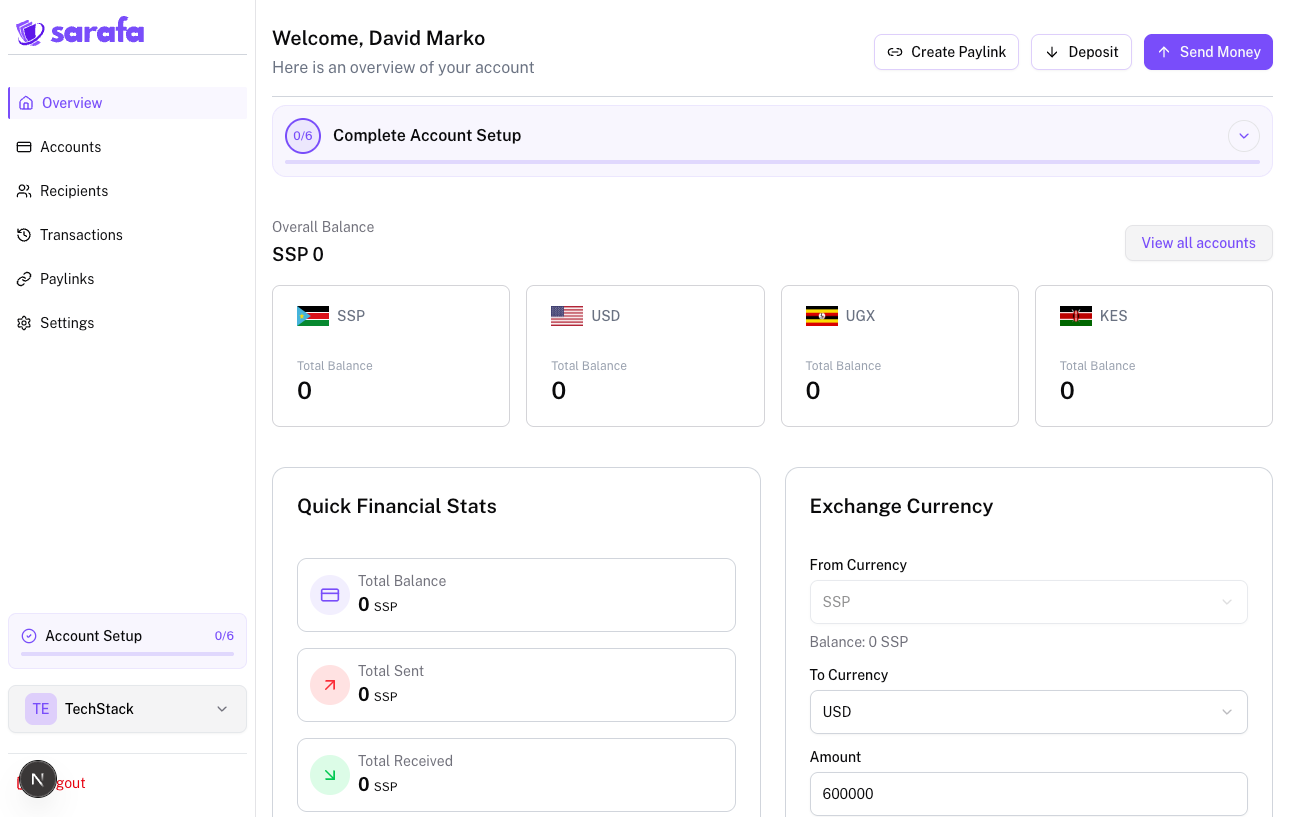 sarafa
Overview
Accounts
Recipients
Transactions
Paylinks
Settings
Account Setup 0/6
TE TechStack
N gout
Welcome, David Marko
Here is an overview of your account
Create Paylink Deposit Send Money
0/6 Complete Account Setup
Overall Balance
SSP 0
View all accounts
SSP
Total Balance
0
USD
Total Balance
0
UGX
Total Balance
0
KES
Total Balance
0
Quick Financial Stats
Total Balance
0 SSP
Total Sent
0 SSP
Total Received
0 SSP
Exchange Currency
From Currency
SSP
Balance: 0 SSP
To Currency
USD
Amount
600000